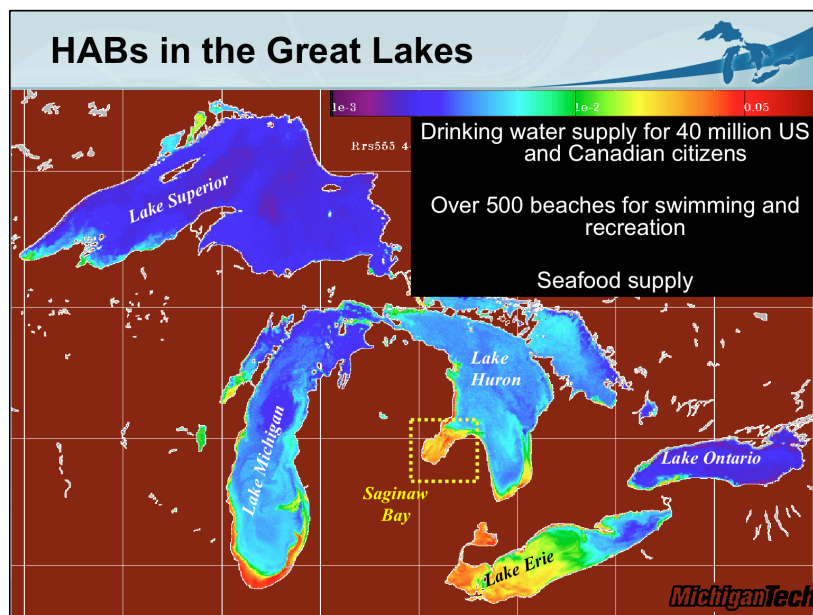 HABs in the Great Lakes
1e-3
1e-2
0.05
Rrs555 4
Drinking water supply for 40 million US
and Canadian citizens
Over 500 beaches for swimming and
recreation
Seafood supply
Lake Superior
Lake
Huron
Lake Michigan
Lake Ontario
Saginaw
Bay
Lake Erie
MichiganTech